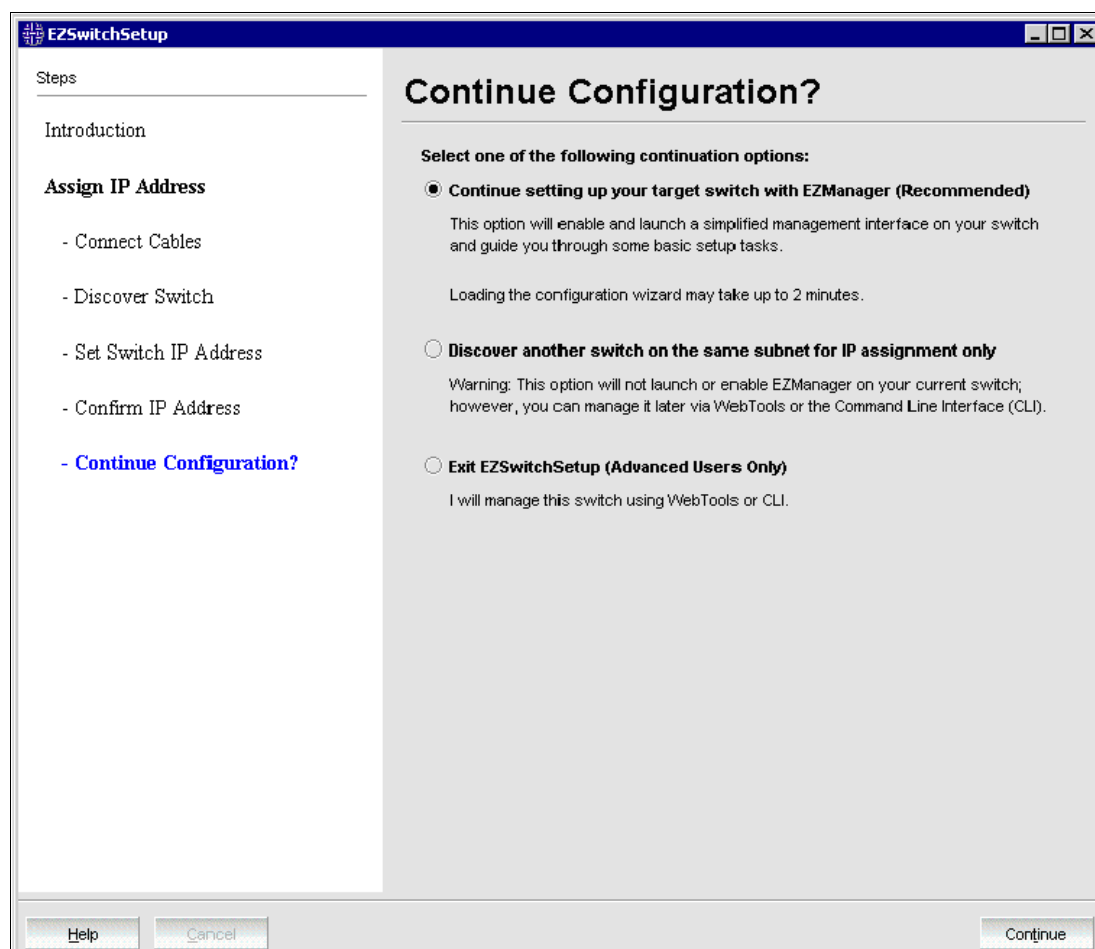 EZSwitchSetup
Steps
Introduction
Assign IP Address
- Connect Cables
- Discover Switch
- Set Switch IP Address
- Confirm IP Address
- Continue Configuration?
Continue Configuration?
Select one of the following continuation options:
Continue setting up your target switch with EZManager (Recommended)
This option will enable and launch a simplified management interface on your switch
and guide you through some basic setup tasks.
Loading the configuration wizard may take up to 2 minutes.
Discover another switch on the same subnet for IP assignment only
Warning: This option will not launch or enable EZManager on your current switch;
however, you can manage it later via WebTools or the Command Line Interface (CLI).
Exit EZSwitchSetup (Advanced Users Only)
I will manage this switch using WebTools or CLI.
Help
Cancel
Continue